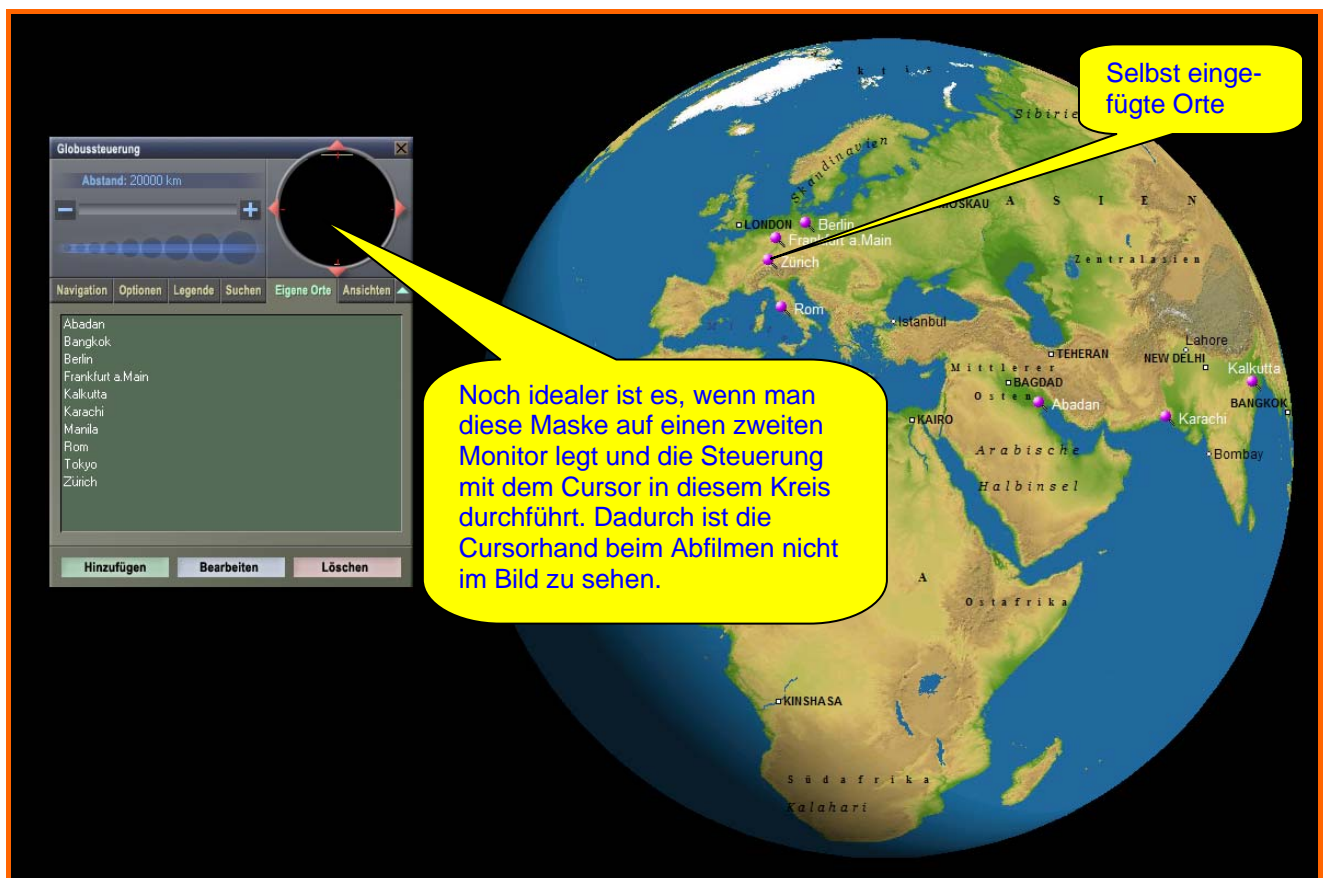 Selbst einge-
fügte Orte
Globussteuerung
Abstand: 20000 km
Navigation Optionen Legende Suchen Eigene Orte Ansichten
Abadan
Bangkok
Berlin
Frankfurt a.Main
Kalkutta
Karachi
Manila
Rom
Tokyo
Zürich
Hinzufügen Bearbeiten Löschen
Noch idealer ist es, wenn man
diese Maske auf einen zweiten
Monitor legt und die Steuerung
mit dem Cursor in diesem Kreis
durchführt. Dadurch ist die
Cursorhand beim Abfilmen nicht
im Bild zu sehen.
Skandinavien
ASIEN
LONDON
Berlin
Frankfurt a.Main
Zürich
Zentralasien
Rom
Istanbul
Lahore
TEHERAN
NEW DELHI
Mittlerer
Osten
Kalkutta
BAGDAD
Abadan
BANGKOK
KAIRO
Karachi
Arabische
Halbinsel
Bombay
A
Ostafrika
KINSHASA
Südafrika
Kalahari